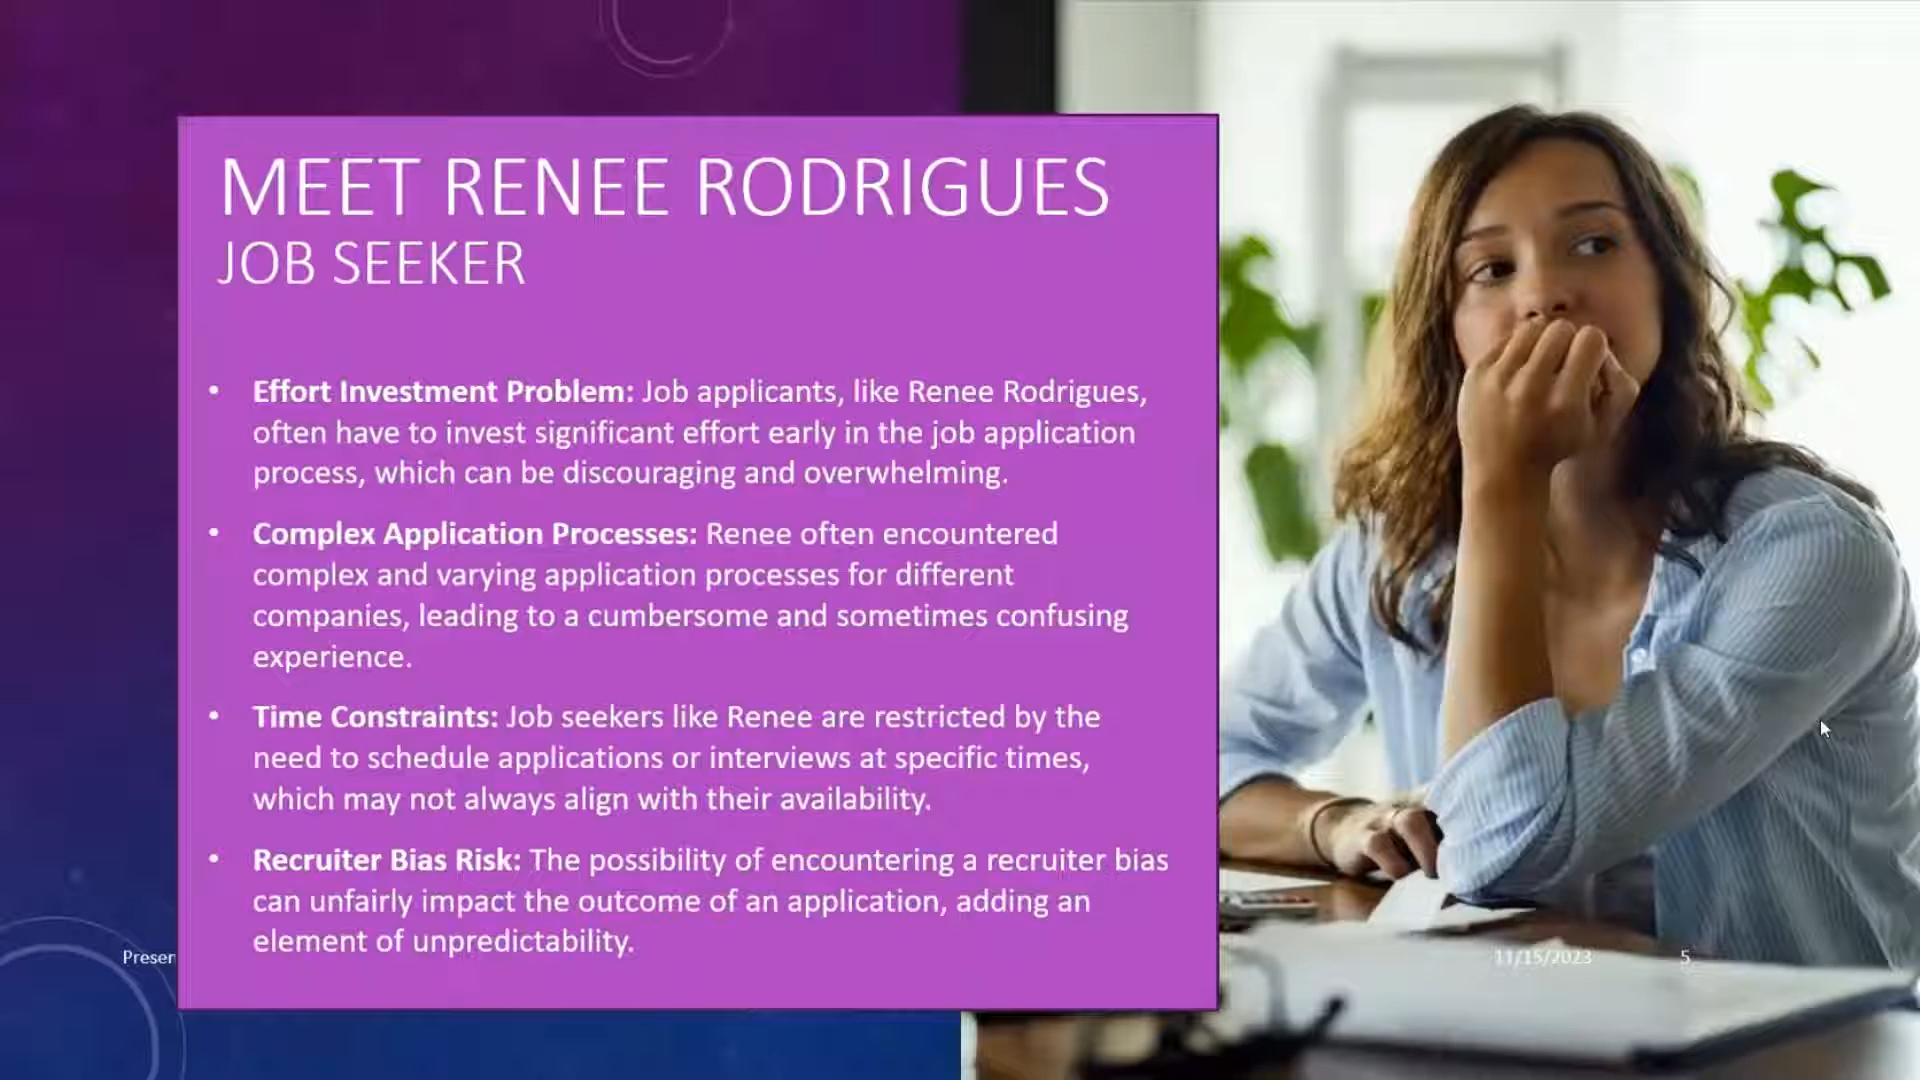 MEET RENEE RODRIGUES
JOB SEEKER
• Effort Investment Problem: Job applicants, like Renee Rodrigues,
often have to invest significant effort early in the job application
process, which can be discouraging and overwhelming.
• Complex Application Processes: Renee often encountered
complex and varying application processes for different
companies, leading to a cumbersome and sometimes confusing
experience.
• Time Constraints: Job seekers like Renee are restricted by the
need to schedule applications or interviews at specific times,
which may not always align with their availability.
• Recruiter Bias Risk: The possibility of encountering a recruiter bias
can unfairly impact the outcome of an application, adding an
element of unpredictability.
Presen
11/15/2023
5